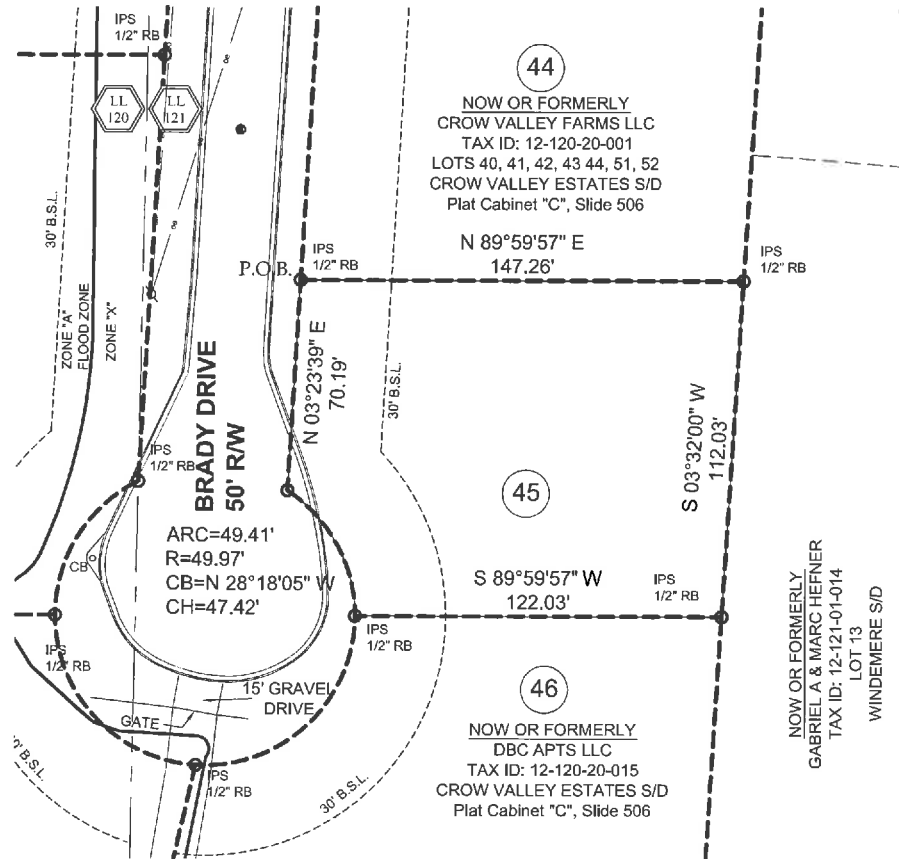 IPS
1/2" RB
LL
120
LL
121
44
NOW OR FORMERLY
CROW VALLEY FARMS LLC
TAX ID: 12-120-20-001
LOTS 40, 41, 42, 43 44, 51, 52
CROW VALLEY ESTATES S/D
Plat Cabinet "C", Slide 506
30' B.S.L.
N 89°59'57" E
147.26'
P.O.B.
IPS
1/2" RB
IPS
1/2" RB
ZONE "A"
FLOOD ZONE
ZONE "X"
N 03°23'39" E
70.19'
30' B.S.L.
BRADY DRIVE
50' R/W
S 03°32'00" W
112.03'
IPS
1/2" RB
45
ARC=49.41'
R=49.97'
CB=N 28°18'05" W
CH=47.42'
CB
S 89°59'57" W
122.03'
IPS
1/2" RB
IPS
1/2" RB
IPS
1/2" RB
NOW OR FORMERLY
GABRIEL A & MARC HEFNER
TAX ID: 12-121-01-014
LOT 13
WINDEMERE S/D
15' GRAVEL
DRIVE
GATE
46
NOW OR FORMERLY
DBC APTS LLC
TAX ID: 12-120-20-015
CROW VALLEY ESTATES S/D
Plat Cabinet "C", Slide 506
IPS
1/2" RB
0' B.S.L.
30' B.S.L.